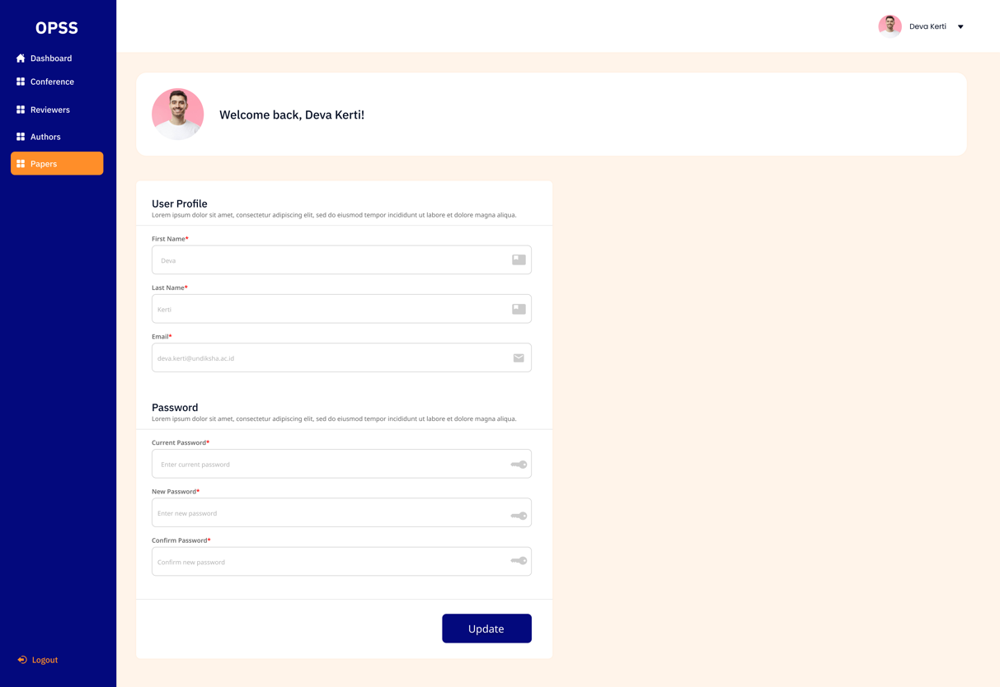 OPSS
Dashboard
Conference
Reviewers
Authors
Papers
Logout
Deva Kerti
Welcome back, Deva Kerti!
User Profile
Lorem ipsum dolor sit amet, consectetur adipiscing elit, sed do eiusmod tempor incididunt ut labore et dolore magna aliqua.
First Name*
Deva
Last Name*
Kerti
Email*
deva.kerti@undiksha.ac.id
Password
Lorem ipsum dolor sit amet, consectetur adipiscing elit, sed do eiusmod tempor incididunt ut labore et dolore magna aliqua.
Current Password*
Enter current password
New Password*
Enter new password
Confirm Password*
Confirm new password
Update